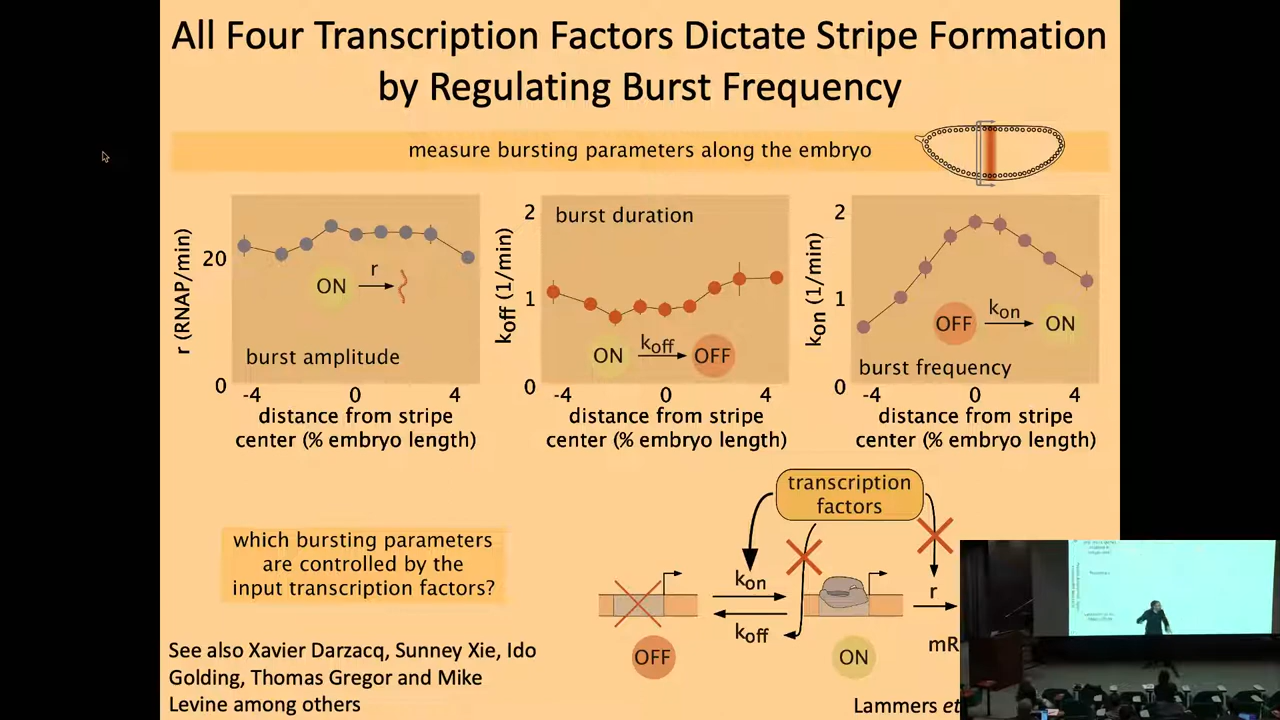 All Four Transcription Factors Dictate Stripe Formation
by Regulating Burst Frequency
measure bursting parameters along the embryo
r (RNAP/min)
20
0
ON
r
burst amplitude
-4
0
4
distance from stripe
center (% embryo length)
koff (1/min)
2
1
0
burst duration
ON
koff
OFF
-4
0
4
distance from stripe
center (% embryo length)
kon (1/min)
2
1
0
OFF
kon
ON
burst frequency
-4
0
4
distance from stripe
center (% embryo length)
which bursting parameters
are controlled by the
input transcription factors?
transcription
factors
kon
koff
r
mR
OFF
ON
See also Xavier Darzacq, Sunney Xie, Ido
Golding, Thomas Gregor and Mike
Levine among others
Lammers et